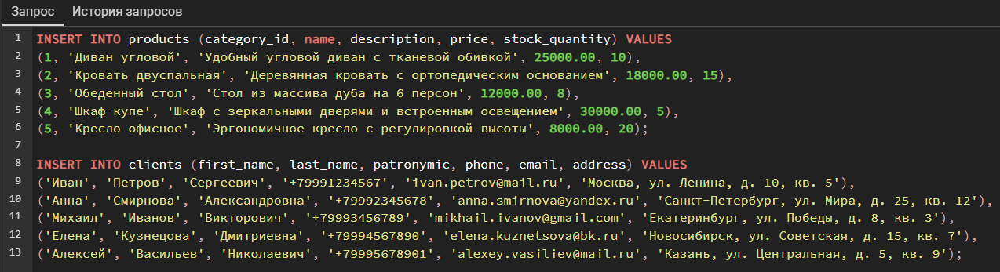 Запрос История запросов
1 INSERT INTO products (category_id, name, description, price, stock_quantity) VALUES
2 (1, 'Диван угловой', 'Удобный угловой диван с тканевой обивкой', 25000.00, 10),
3 (2, 'Кровать двуспальная', 'Деревянная кровать с ортопедическим основанием', 18000.00, 15),
4 (3, 'Обеденный стол', 'Стол из массива дуба на 6 персон', 12000.00, 8),
5 (4, 'Шкаф-купе', 'Шкаф с зеркальными дверями и встроенным освещением', 30000.00, 5),
6 (5, 'Кресло офисное', 'Эргономичное кресло с регулировкой высоты', 8000.00, 20);
7
8 INSERT INTO clients (first_name, last_name, patronymic, phone, email, address) VALUES
9 ('Иван', 'Петров', 'Сергеевич', '+79991234567', 'ivan.petrov@mail.ru', 'Москва, ул. Ленина, д. 10, кв. 5'),
10 ('Анна', 'Смирнова', 'Александровна', '+79992345678', 'anna.smirnova@yandex.ru', 'Санкт-Петербург, ул. Мира, д. 25, кв. 12'),
11 ('Михаил', 'Иванов', 'Викторович', '+79993456789', 'mikhail.ivanov@gmail.com', 'Екатеринбург, ул. Победы, д. 8, кв. 3'),
12 ('Елена', 'Кузнецова', 'Дмитриевна', '+79994567890', 'elena.kuznetsova@bk.ru', 'Новосибирск, ул. Советская, д. 15, кв. 7'),
13 ('Алексей', 'Васильев', 'Николаевич', '+79995678901', 'alexey.vasiliev@mail.ru', 'Казань, ул. Центральная, д. 5, кв. 9');